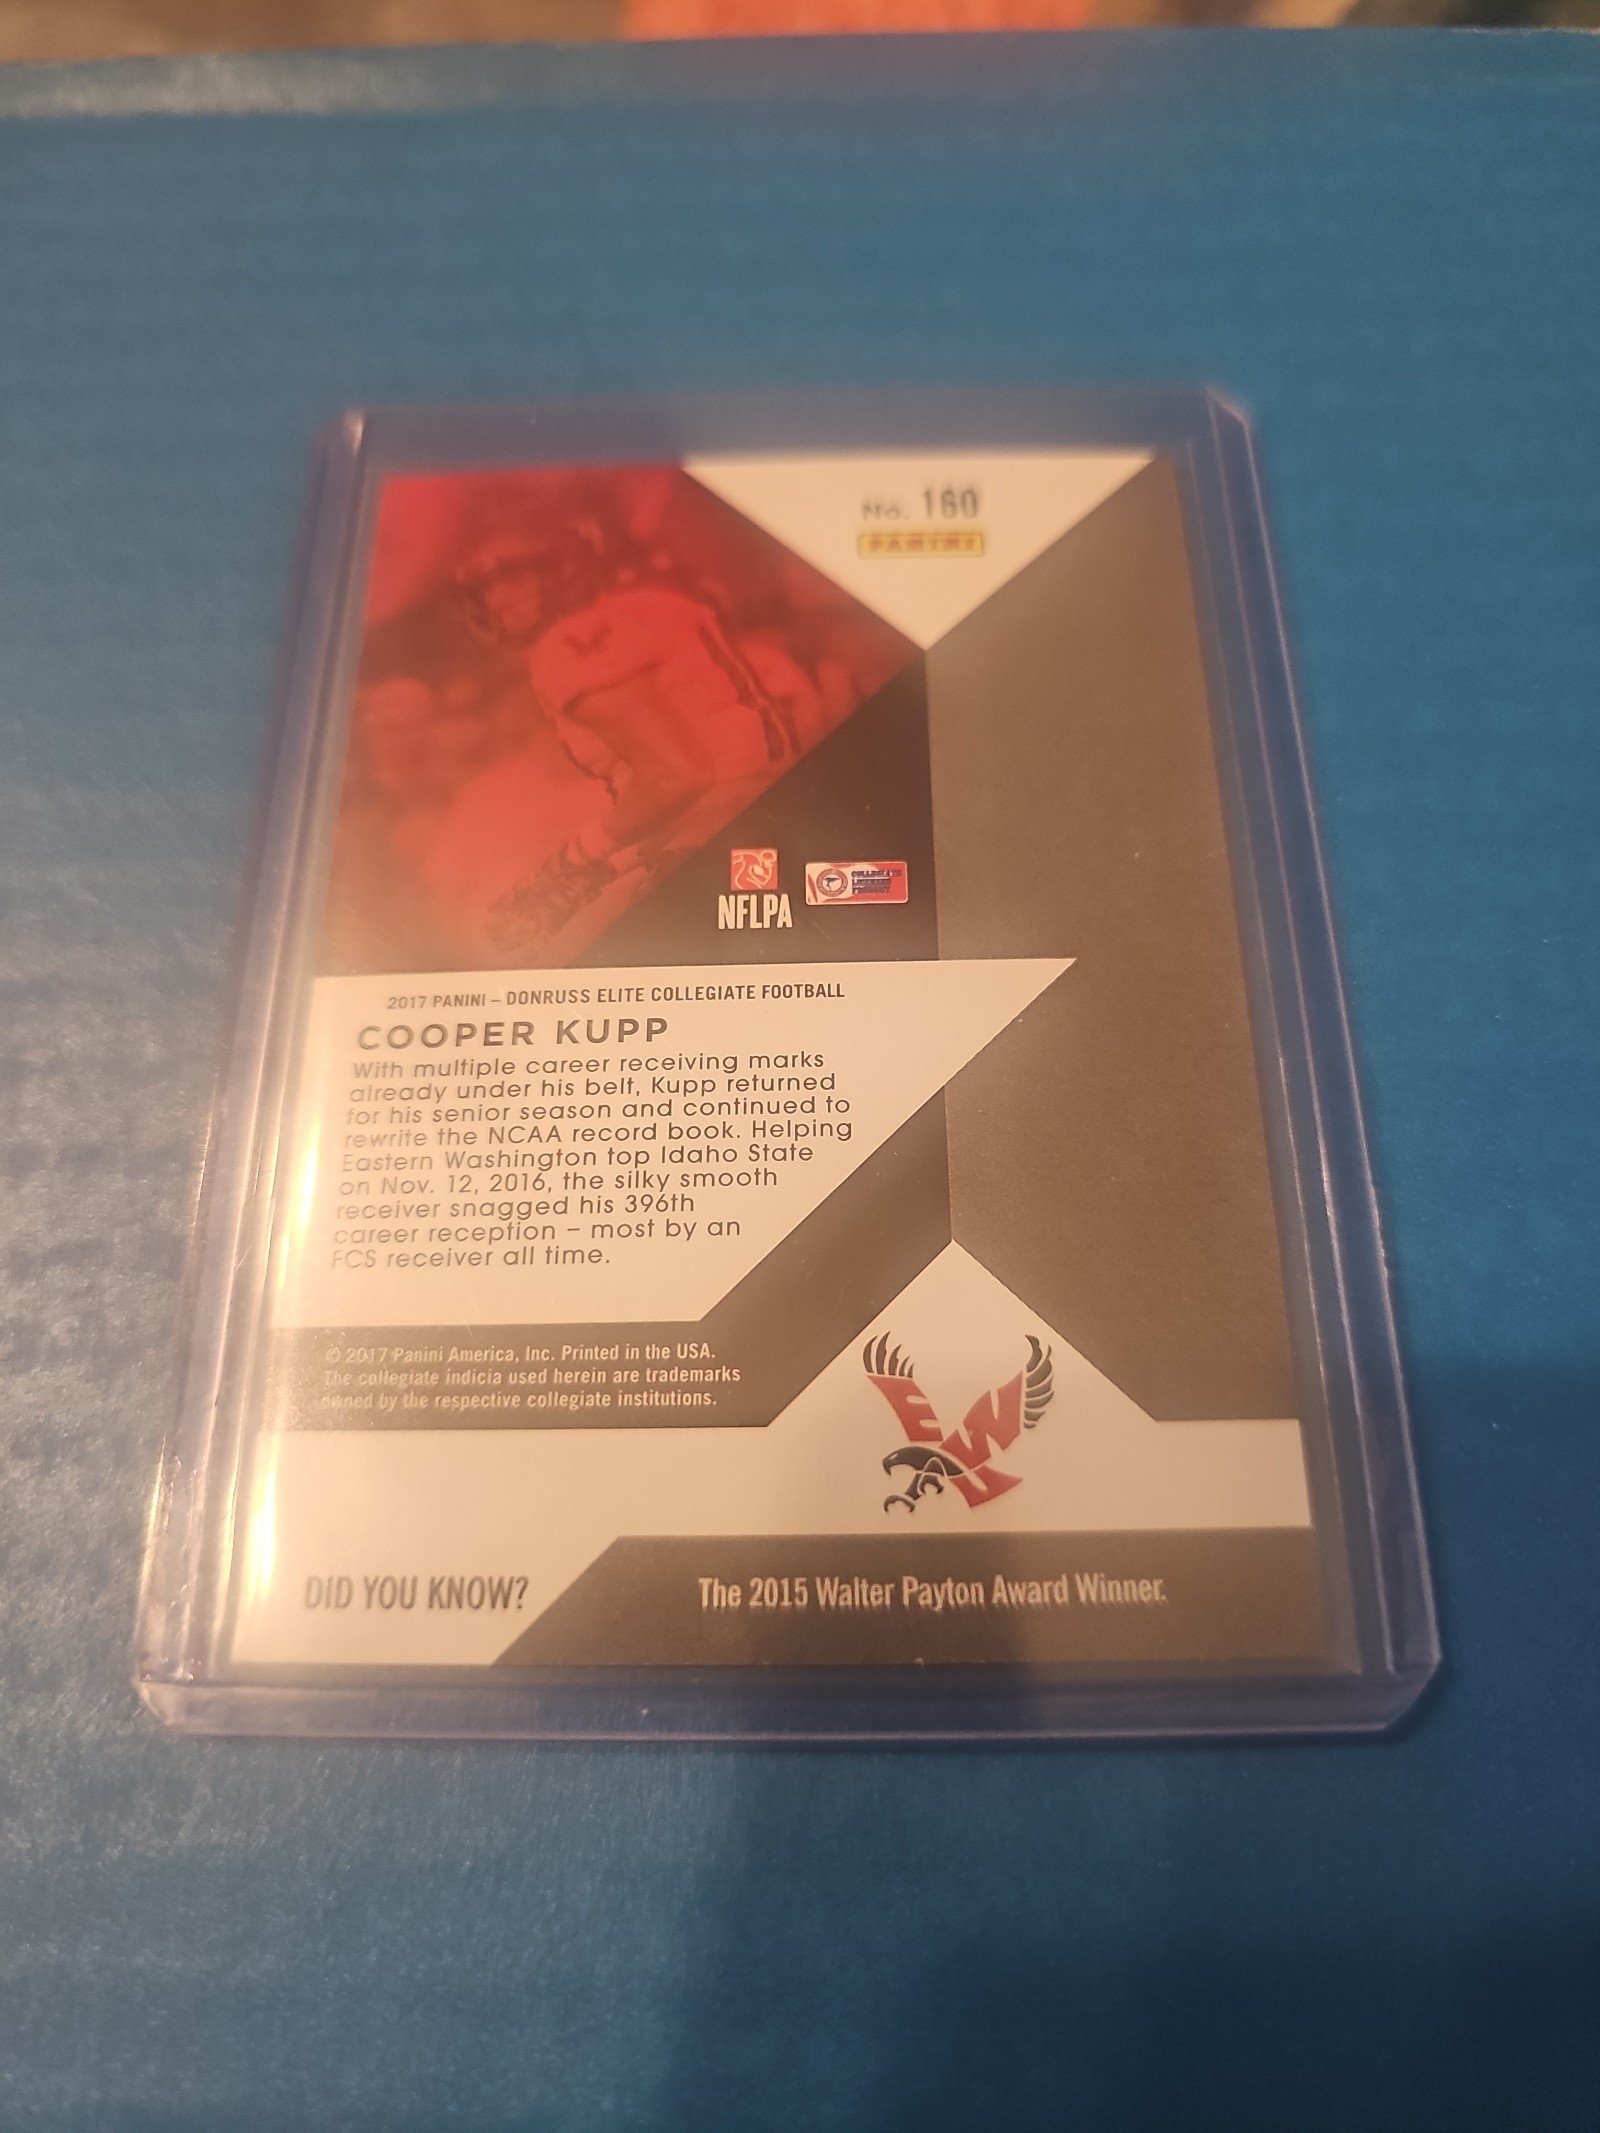 No. 160
PANINI
NFLPA
COLLEGIATE
LICENSED
PRODUCT
2017 PANINI – DONRUSS ELITE COLLEGIATE FOOTBALL
COOPER KUPP
With multiple career receiving marks
already under his belt, Kupp returned
for his senior season and continued to
rewrite the NCAA record book. Helping
Eastern Washington top Idaho State
on Nov. 12, 2016, the silky smooth
receiver snagged his 396th
career reception – most by an
FCS receiver all time.
© 2017 Panini America, Inc. Printed in the USA.
The collegiate indicia used herein are trademarks
owned by the respective collegiate institutions.
EWU
DID YOU KNOW?
The 2015 Walter Payton Award Winner.